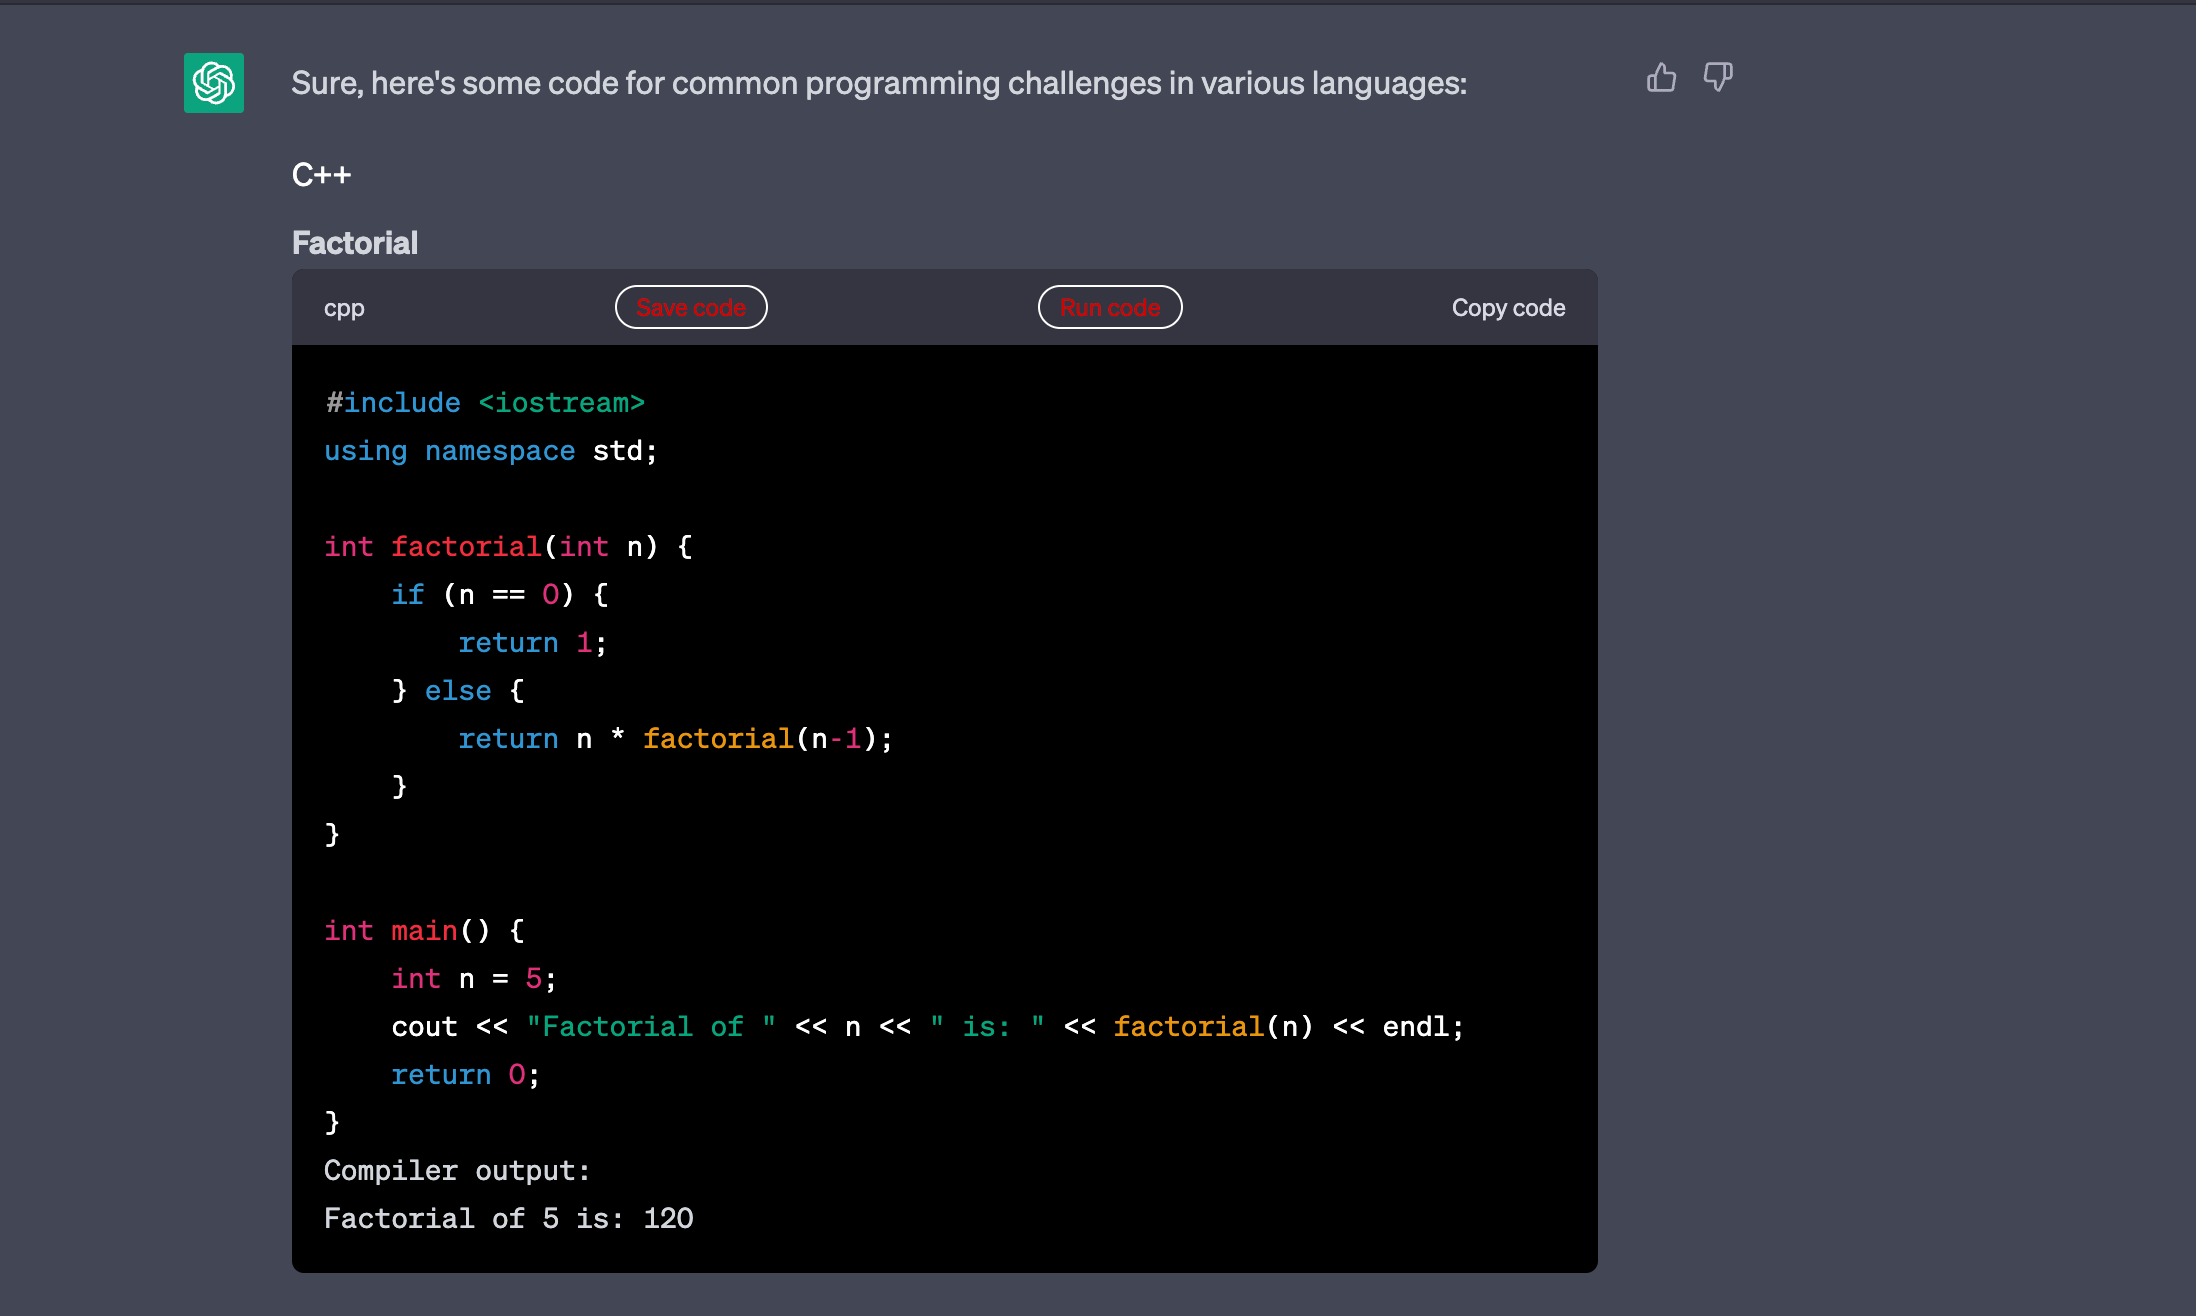 Sure, here's some code for common programming challenges in various languages:
C++
Factorial
cpp Save code Run code Copy code
#include <iostream>
using namespace std;
int factorial(int n) {
    if (n == 0) {
        return 1;
    } else {
        return n * factorial(n-1);
    }
}
int main() {
    int n = 5;
    cout << "Factorial of " << n << " is: " << factorial(n) << endl;
    return 0;
}
Compiler output:
Factorial of 5 is: 120